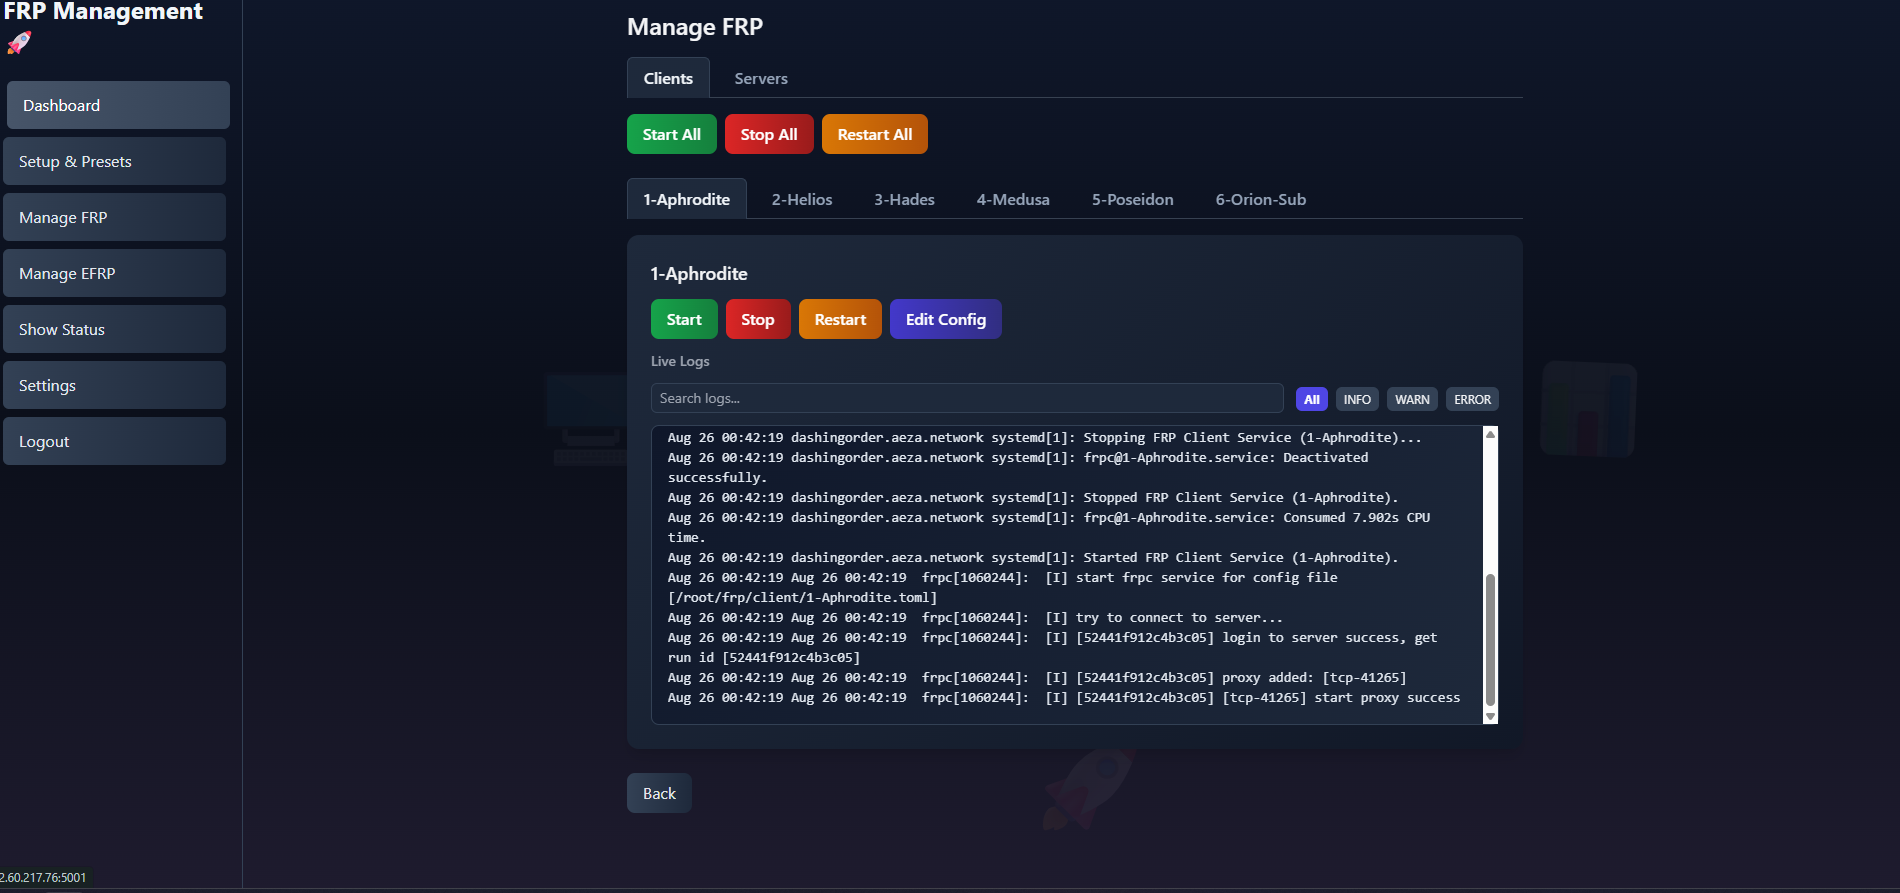 FRP Management
🚀
Dashboard
Setup & Presets
Manage FRP
Manage EFRP
Show Status
Settings
Logout
Manage FRP
Clients
Servers
Start All
Stop All
Restart All
1-Aphrodite
2-Helios
3-Hades
4-Medusa
5-Poseidon
6-Orion-Sub
1-Aphrodite
Start
Stop
Restart
Edit Config
Live Logs
Search logs...
All
INFO
WARN
ERROR
Aug 26 00:42:19 dashingorder.aeza.network systemd[1]: Stopping FRP Client Service (1-Aphrodite)...
Aug 26 00:42:19 dashingorder.aeza.network systemd[1]: frpc@1-Aphrodite.service: Deactivated
successfully.
Aug 26 00:42:19 dashingorder.aeza.network systemd[1]: Stopped FRP Client Service (1-Aphrodite).
Aug 26 00:42:19 dashingorder.aeza.network systemd[1]: frpc@1-Aphrodite.service: Consumed 7.902s CPU
time.
Aug 26 00:42:19 dashingorder.aeza.network systemd[1]: Started FRP Client Service (1-Aphrodite).
Aug 26 00:42:19 Aug 26 00:42:19  frpc[1060244]:  [I] start frpc service for config file
[/root/frp/client/1-Aphrodite.toml]
Aug 26 00:42:19 Aug 26 00:42:19  frpc[1060244]:  [I] try to connect to server...
Aug 26 00:42:19 Aug 26 00:42:19  frpc[1060244]:  [I] [52441f912c4b3c05] login to server success, get
run id [52441f912c4b3c05]
Aug 26 00:42:19 Aug 26 00:42:19  frpc[1060244]:  [I] [52441f912c4b3c05] proxy added: [tcp-41265]
Aug 26 00:42:19 Aug 26 00:42:19  frpc[1060244]:  [I] [52441f912c4b3c05] [tcp-41265] start proxy success
Back
2.60.217.76:5001